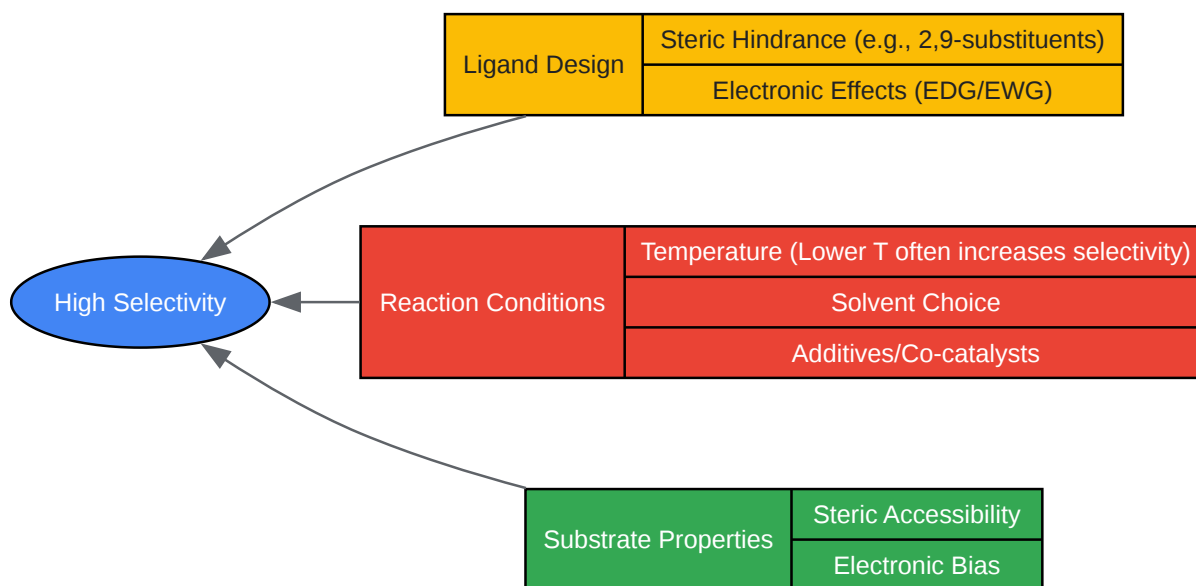 Ligand Design
Steric Hindrance (e.g., 2,9-substituents)
Electronic Effects (EDG/EWG)
High Selectivity
Reaction Conditions
Temperature (Lower T often increases selectivity)
Solvent Choice
Additives/Co-catalysts
Substrate Properties
Steric Accessibility
Electronic Bias